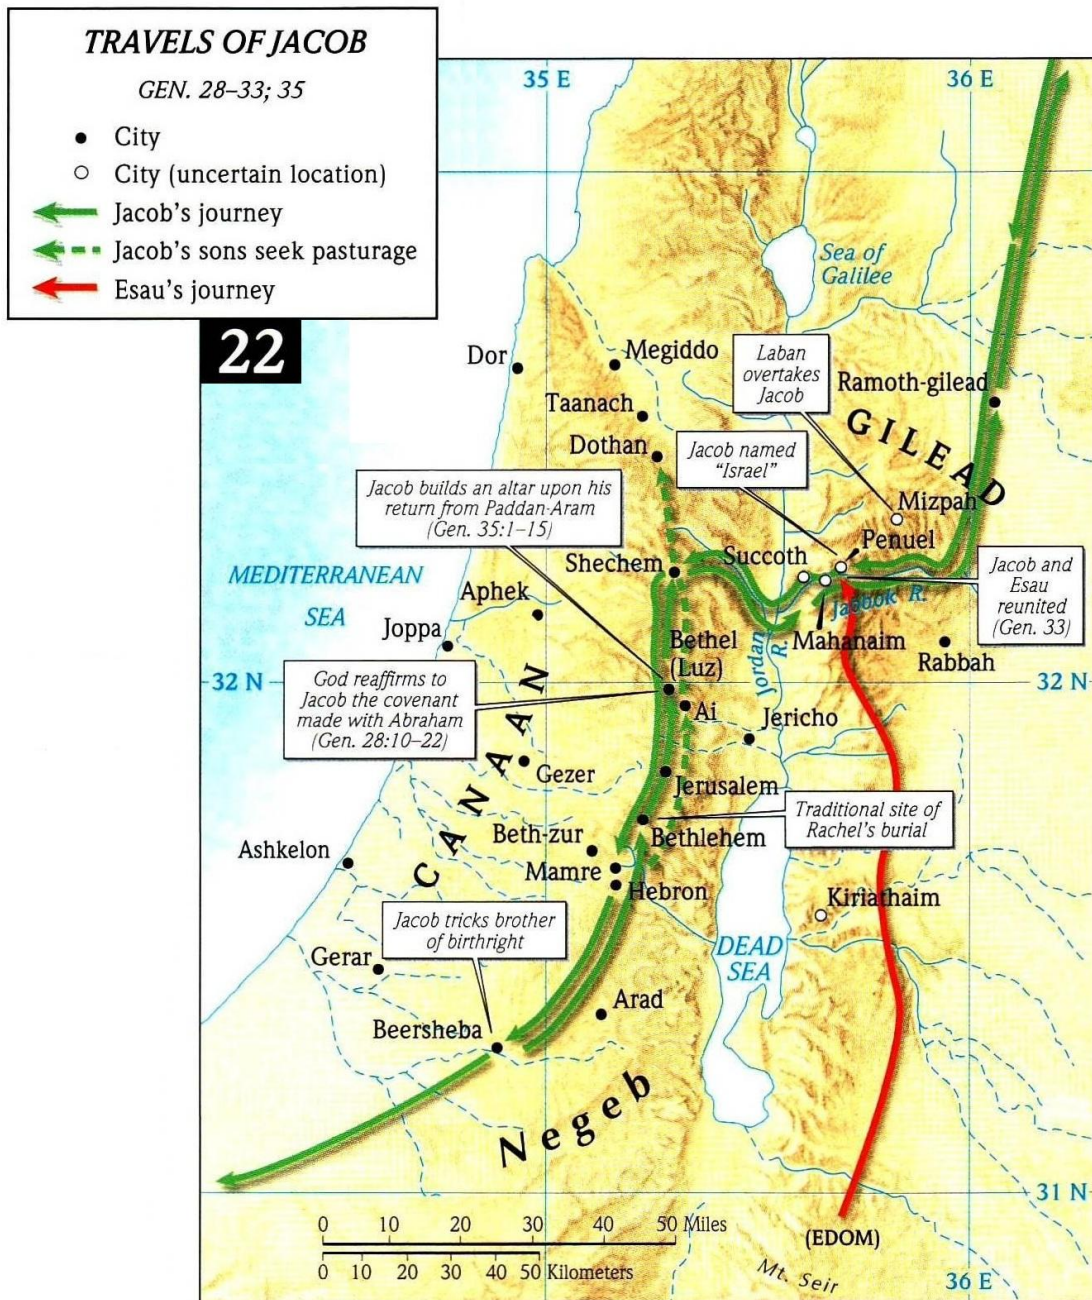 TRAVELS OF JACOB
GEN. 28–33; 35
City
City (uncertain location)
Jacob's journey
Jacob's sons seek pasturage
Esau's journey
22
35 E
36 E
Sea of
Galilee
Dor
Megiddo
Laban
overtakes
Jacob
Ramoth-gilead
Taanach
GILEAD
Dothan
Jacob named
"Israel"
Jacob builds an altar upon his
return from Paddan-Aram
(Gen. 35:1–15)
Mizpah
Penuel
Shechem
Succoth
Jacob and
Esau
reunited
(Gen. 33)
MEDITERRANEAN
SEA
Aphek
Jabbok R.
Joppa
Mahanaim
Bethel
(Luz)
Jordan
R.
Rabbah
32 N
32 N
God reaffirms to
Jacob the covenant
made with Abraham
(Gen. 28:10–22)
Ai
Jericho
CANAAN
Gezer
Jerusalem
Traditional site of
Rachel's burial
Beth-zur
Bethlehem
Ashkelon
Mamre
Hebron
Kiriathaim
Jacob tricks brother
of birthright
DEAD
SEA
Gerar
Arad
Beersheba
Negeb
31 N
0 10 20 30 40 50 Miles
0 10 20 30 40 50 Kilometers
(EDOM)
Mt. Seir
36 E